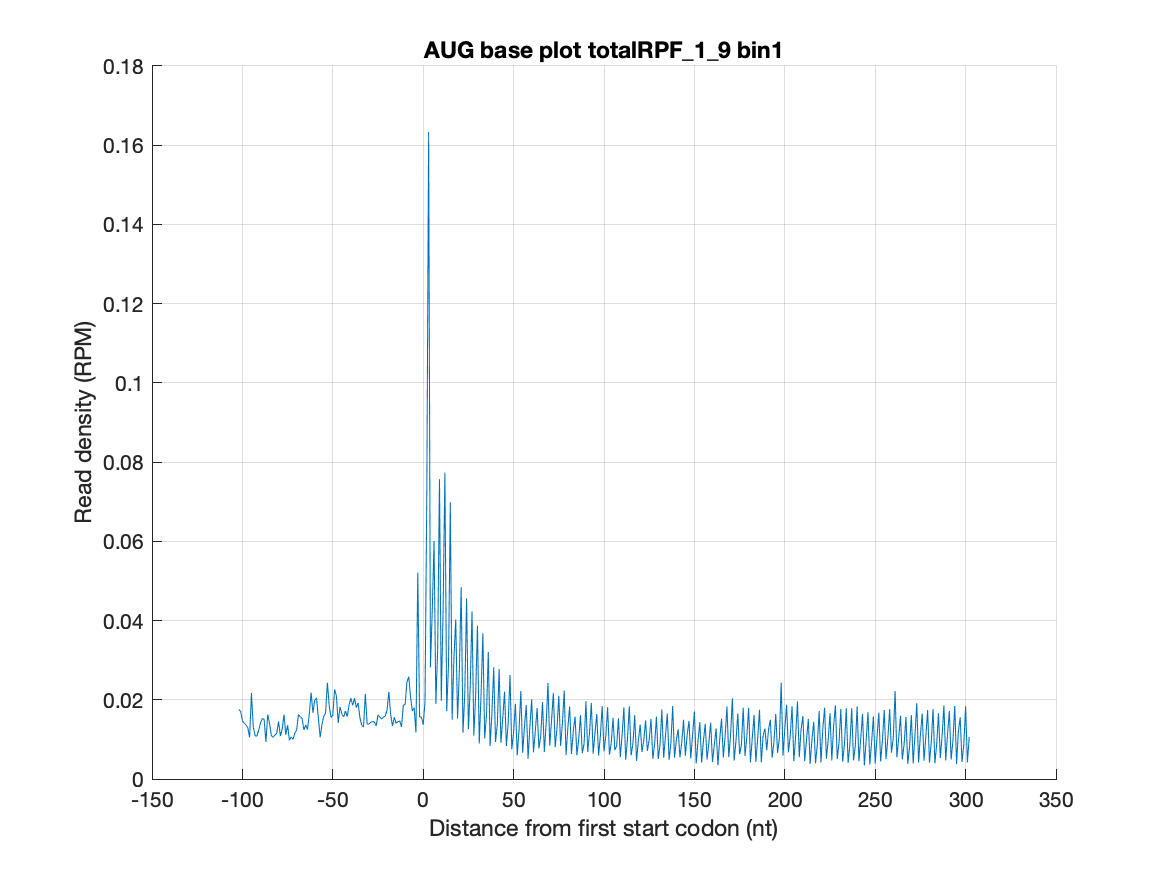 AUG base plot totalRPF_1_9 bin1
0.18
0.16
0.14
0.12
0.1
0.08
0.06
0.04
0.02
0
Read density (RPM)
-150 -100 -50 0 50 100 150 200 250 300 350
Distance from first start codon (nt)